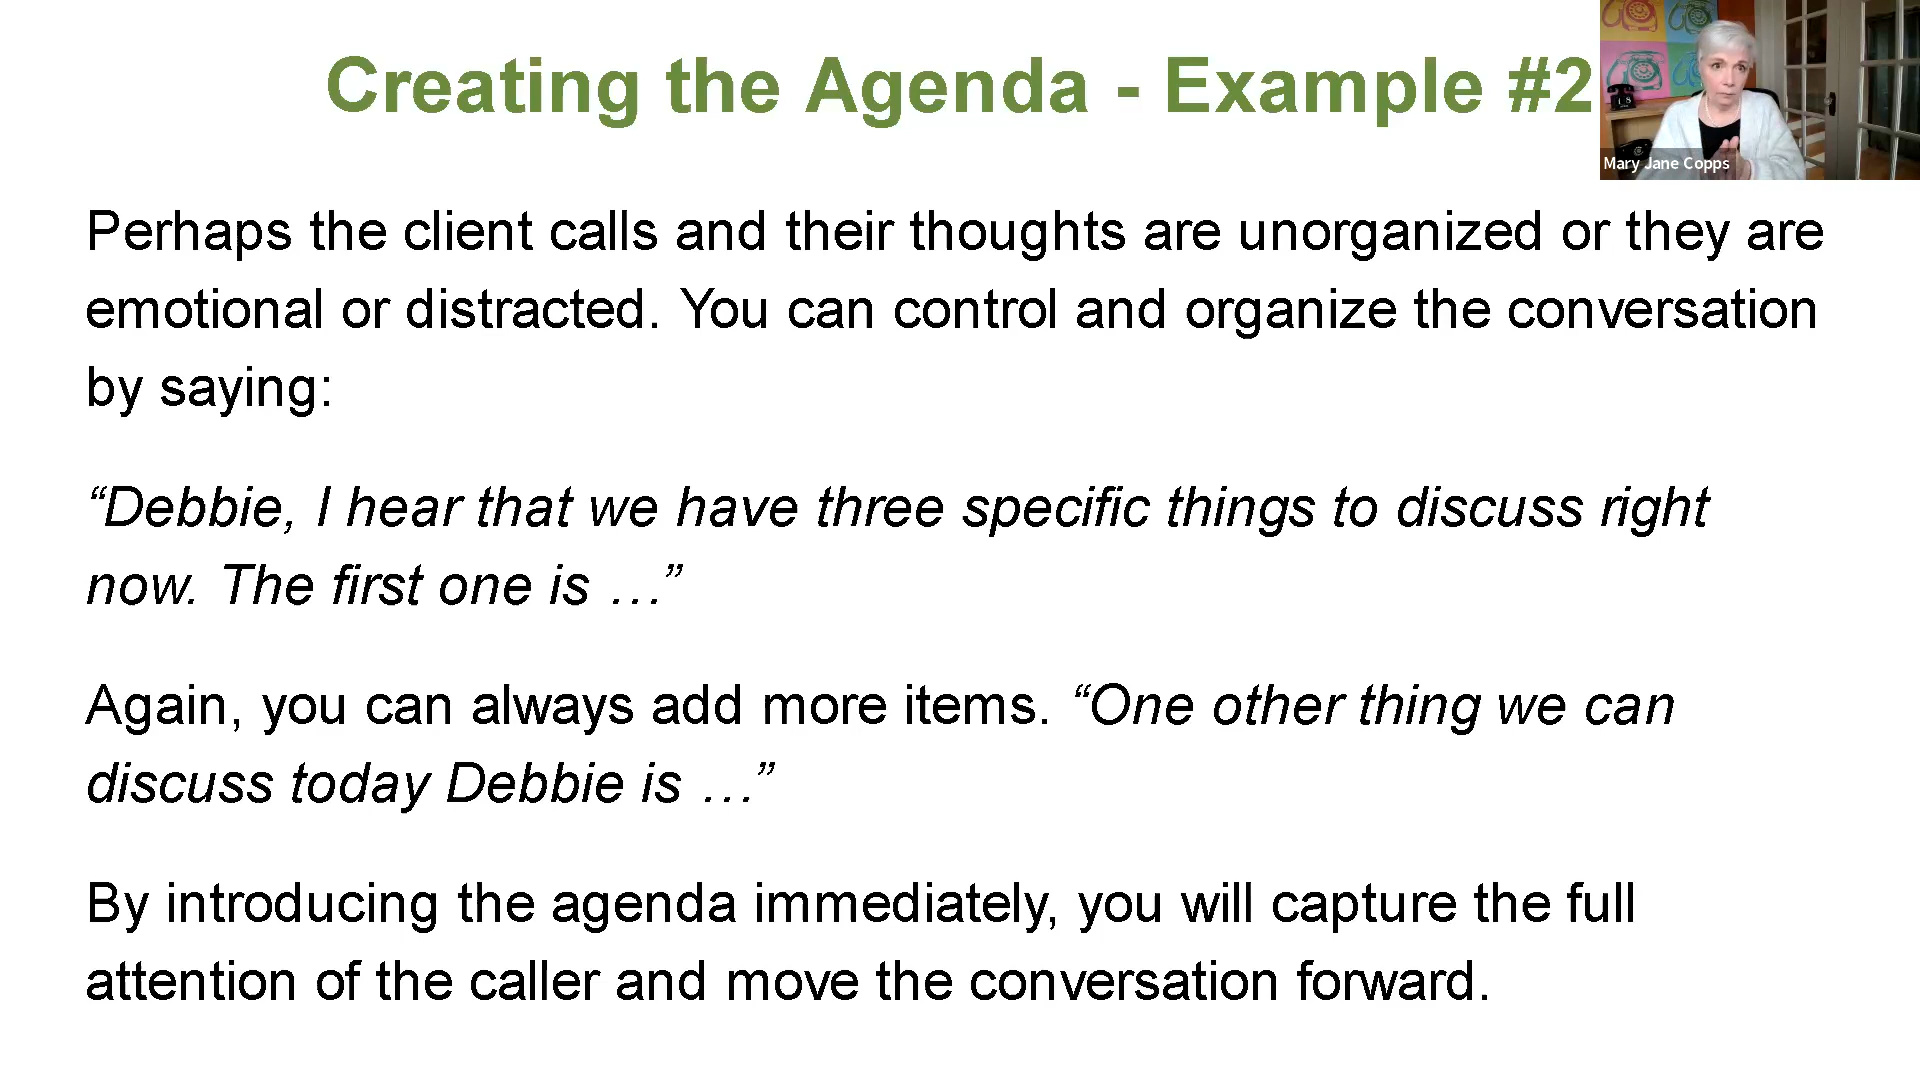 Creating the Agenda - Example #2
Mary Jane Copps
Perhaps the client calls and their thoughts are unorganized or they are
emotional or distracted. You can control and organize the conversation
by saying:
“Debbie, I hear that we have three specific things to discuss right
now. The first one is …”
Again, you can always add more items. “One other thing we can
discuss today Debbie is …”
By introducing the agenda immediately, you will capture the full
attention of the caller and move the conversation forward.